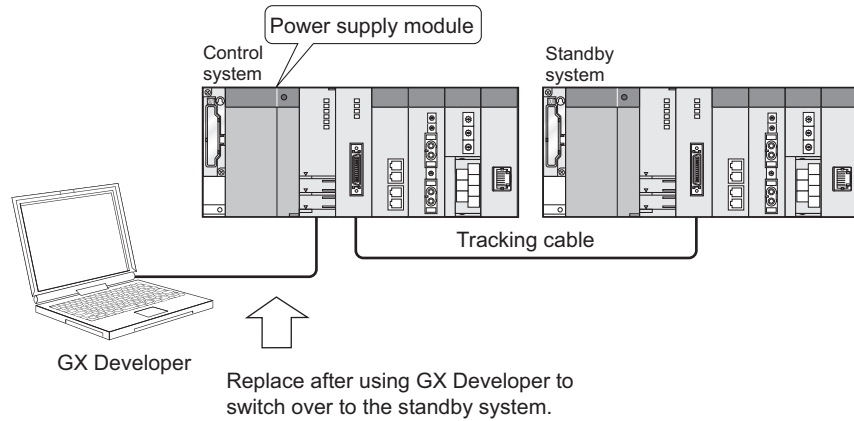 Power supply module
Control
system
Standby
system
Tracking cable
GX Developer
Replace after using GX Developer to
switch over to the standby system.